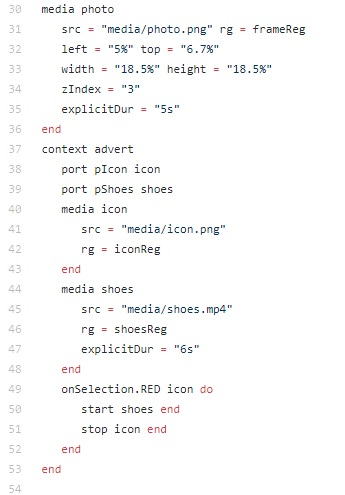 30 media photo
31 src = "media/photo.png" rg = frameReg
32 left = "5%" top = "6.7%"
33 width = "18.5%" height = "18.5%"
34 zIndex = "3"
35 explicitDur = "5s"
36 end
37 context advert
38 port pIcon icon
39 port pShoes shoes
40 media icon
41 src = "media/icon.png"
42 rg = iconReg
43 end
44 media shoes
45 src = "media/shoes.mp4"
46 rg = shoesReg
47 explicitDur = "6s"
48 end
49 onSelection.RED icon do
50 start shoes end
51 stop icon end
52 end
53 end
54